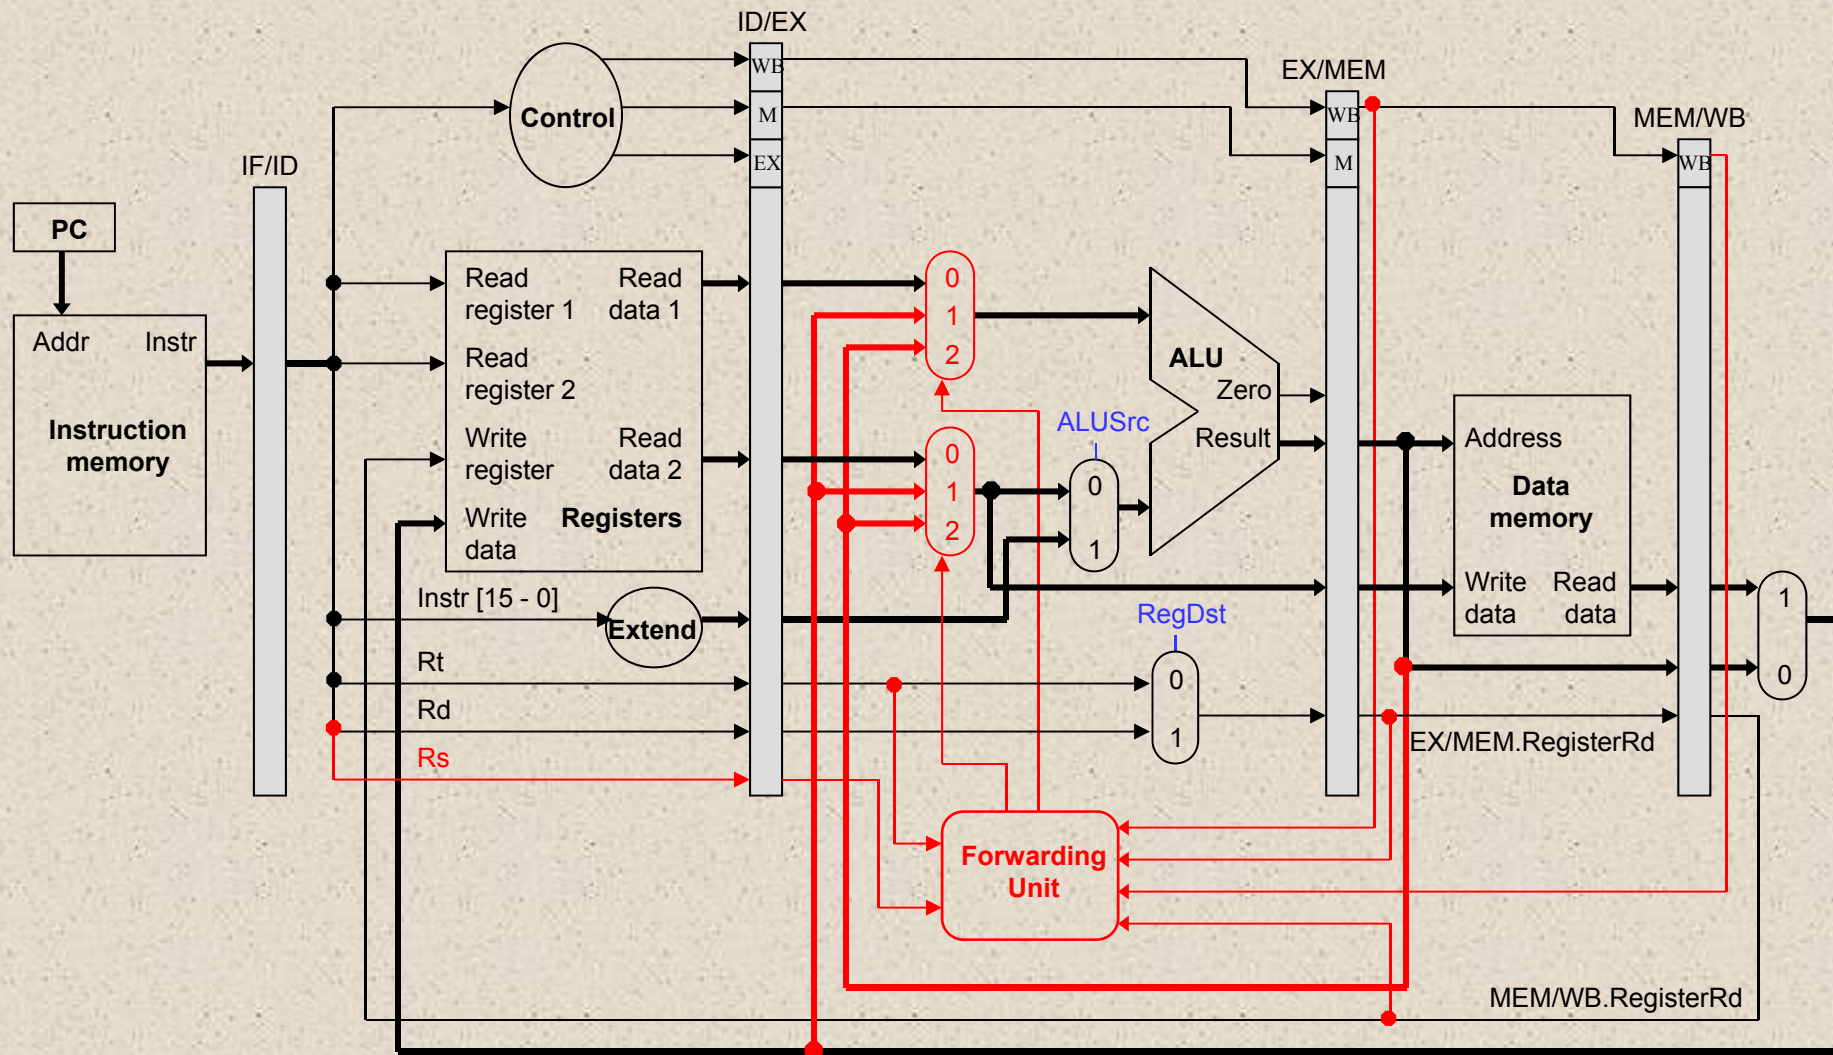 ID/EX
WB
M
EX
Control
EX/MEM
WB
M
MEM/WB
WB
IF/ID
PC
Addr Instr
Instruction
memory
Read
register 1
Read
data 1
Read
register 2
Write
register
Read
data 2
Write
data
Registers
Instr [15 - 0]
Extend
Rt
Rd
Rs
0
1
2
0
1
2
ALUSrc
0
1
ALU
Zero
Result
RegDst
0
1
Address
Data
memory
Write
data
Read
data
1
0
EX/MEM.RegisterRd
Forwarding
Unit
MEM/WB.RegisterRd